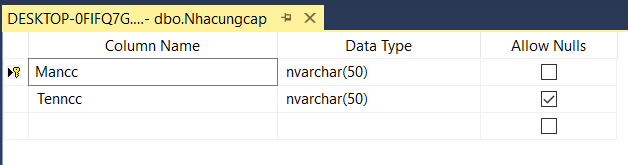 DESKTOP-0FIFQ7G....- dbo.Nhacungcap
Column Name Data Type Allow Nulls
Mancc nvarchar(50)
Tenncc nvarchar(50)